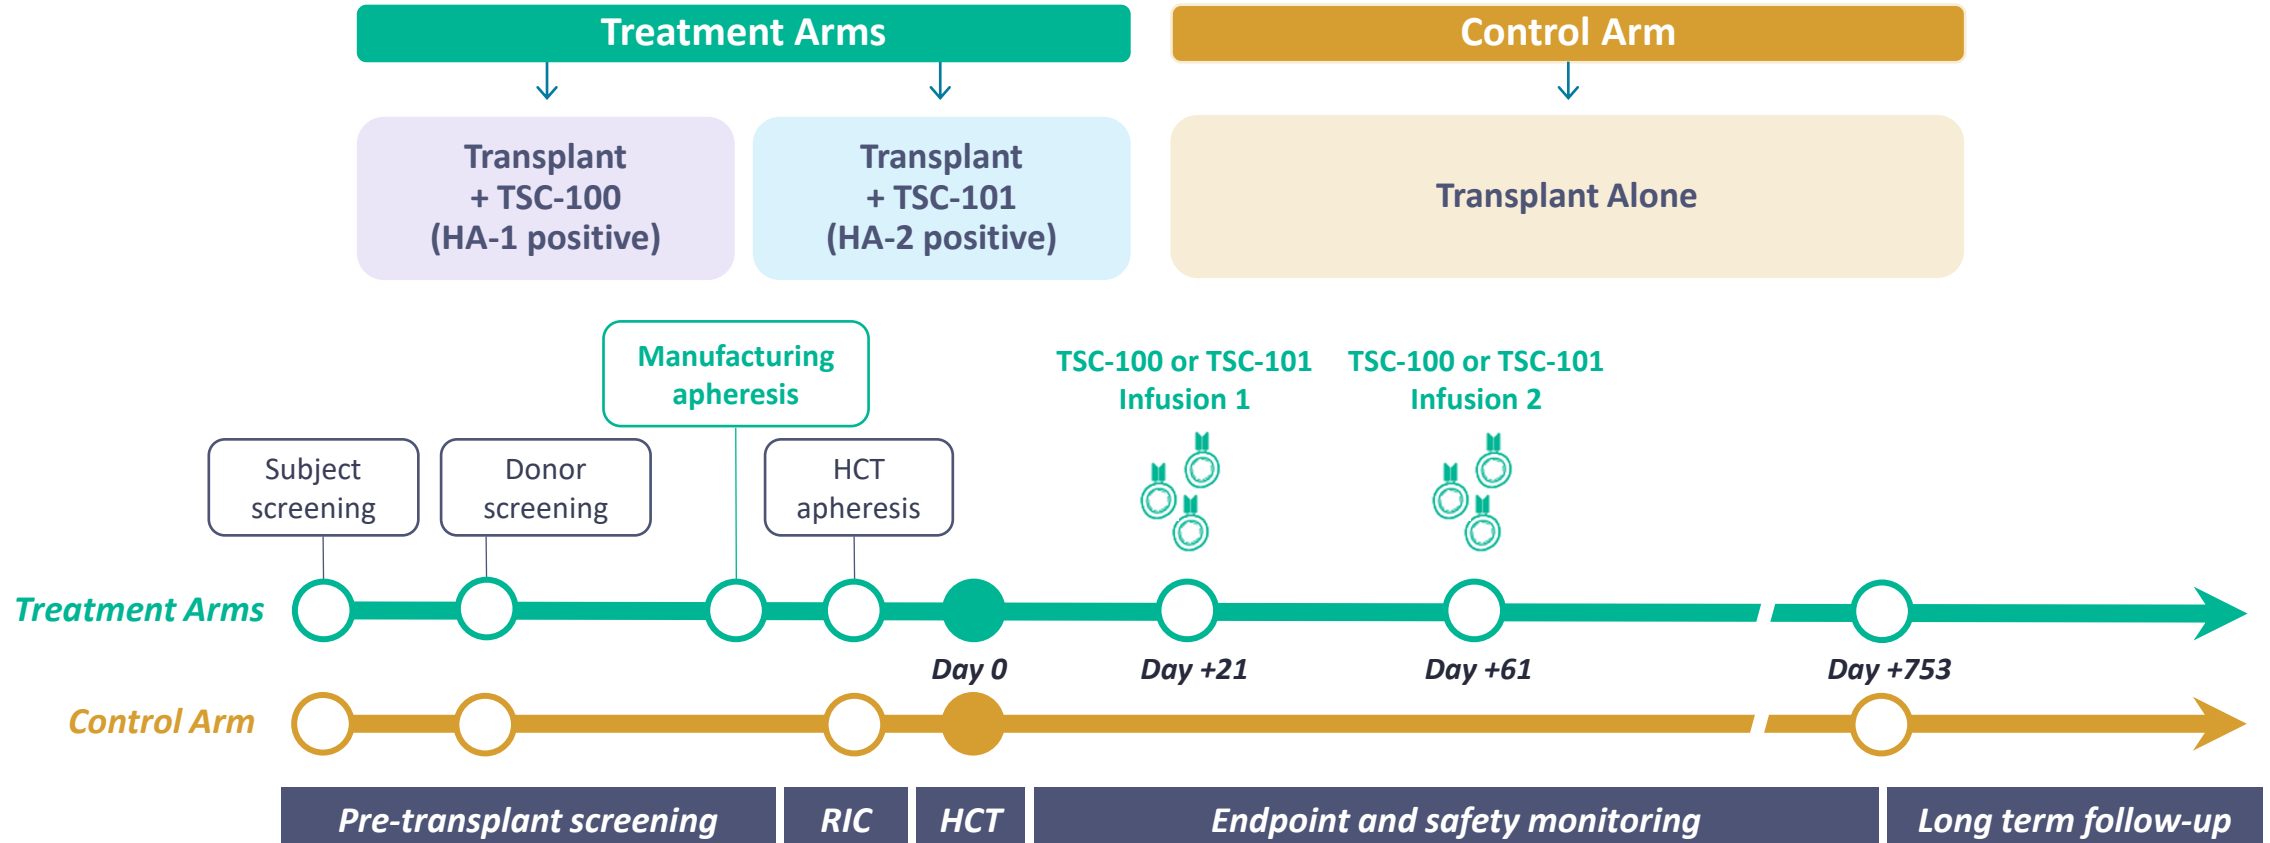 Treatment Arms
Control Arm
Transplant
+ TSC-100
(HA-1 positive)
Transplant
+ TSC-101
(HA-2 positive)
Transplant Alone
Manufacturing
apheresis
TSC-100 or TSC-101
Infusion 1
TSC-100 or TSC-101
Infusion 2
Subject
screening
Donor
screening
HCT
apheresis
Treatment Arms
Day 0
Day +21
Day +61
Day +753
Control Arm
Pre-transplant screening
RIC
HCT
Endpoint and safety monitoring
Long term follow-up